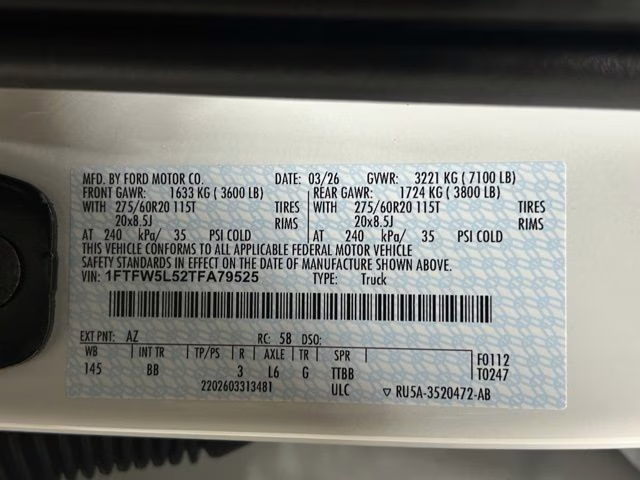 MFD. BY FORD MOTOR CO. DATE: 03/26 GVWR: 3221 KG ( 7100 LB)
FRONT GAWR: 1633 KG ( 3600 LB) REAR GAWR: 1724 KG ( 3800 LB)
WITH 275/60R20 115T TIRES WITH 275/60R20 115T TIRES
20x8.5J RIMS 20x8.5J RIMS
AT 240 kPa/ 35 PSI COLD AT 240 kPa/ 35 PSI COLD
THIS VEHICLE CONFORMS TO ALL APPLICABLE FEDERAL MOTOR VEHICLE
SAFETY STANDARDS IN EFFECT ON THE DATE OF MANUFACTURE SHOWN ABOVE.
VIN: 1FTFW5L52TFA79525 TYPE: Truck
EXT PNT: AZ RC: 58 DSO:
WB INT TR TP/PS R AXLE TR SPR F0112
145 BB 3 L6 G TTBB T0247
2202603313481 ULC ▽ RU5A-3520472-AB